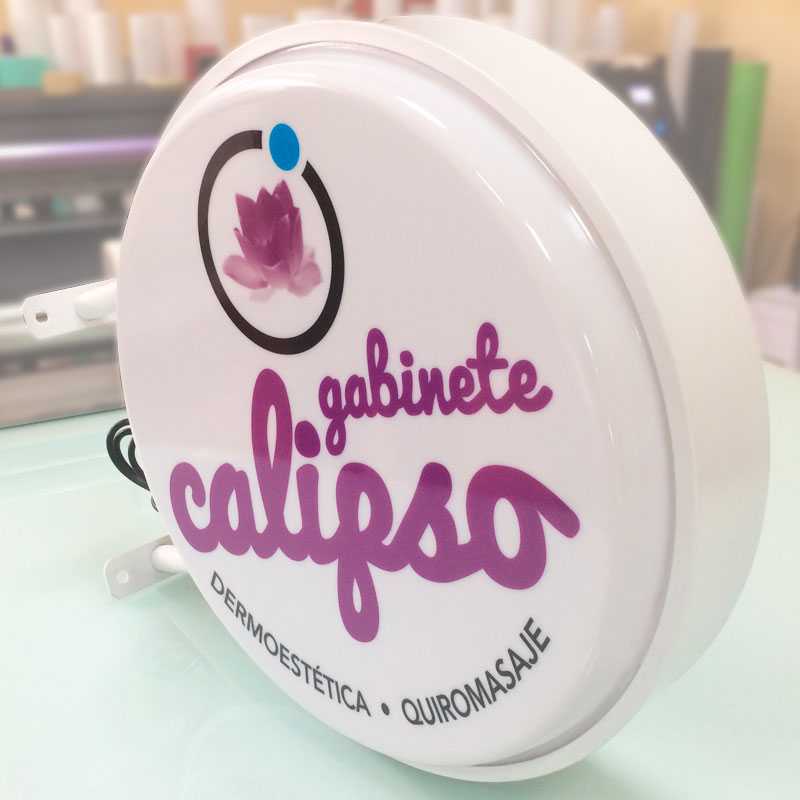 gabinete
calipso
DERMOESTÉTICA • QUIROMASAJE